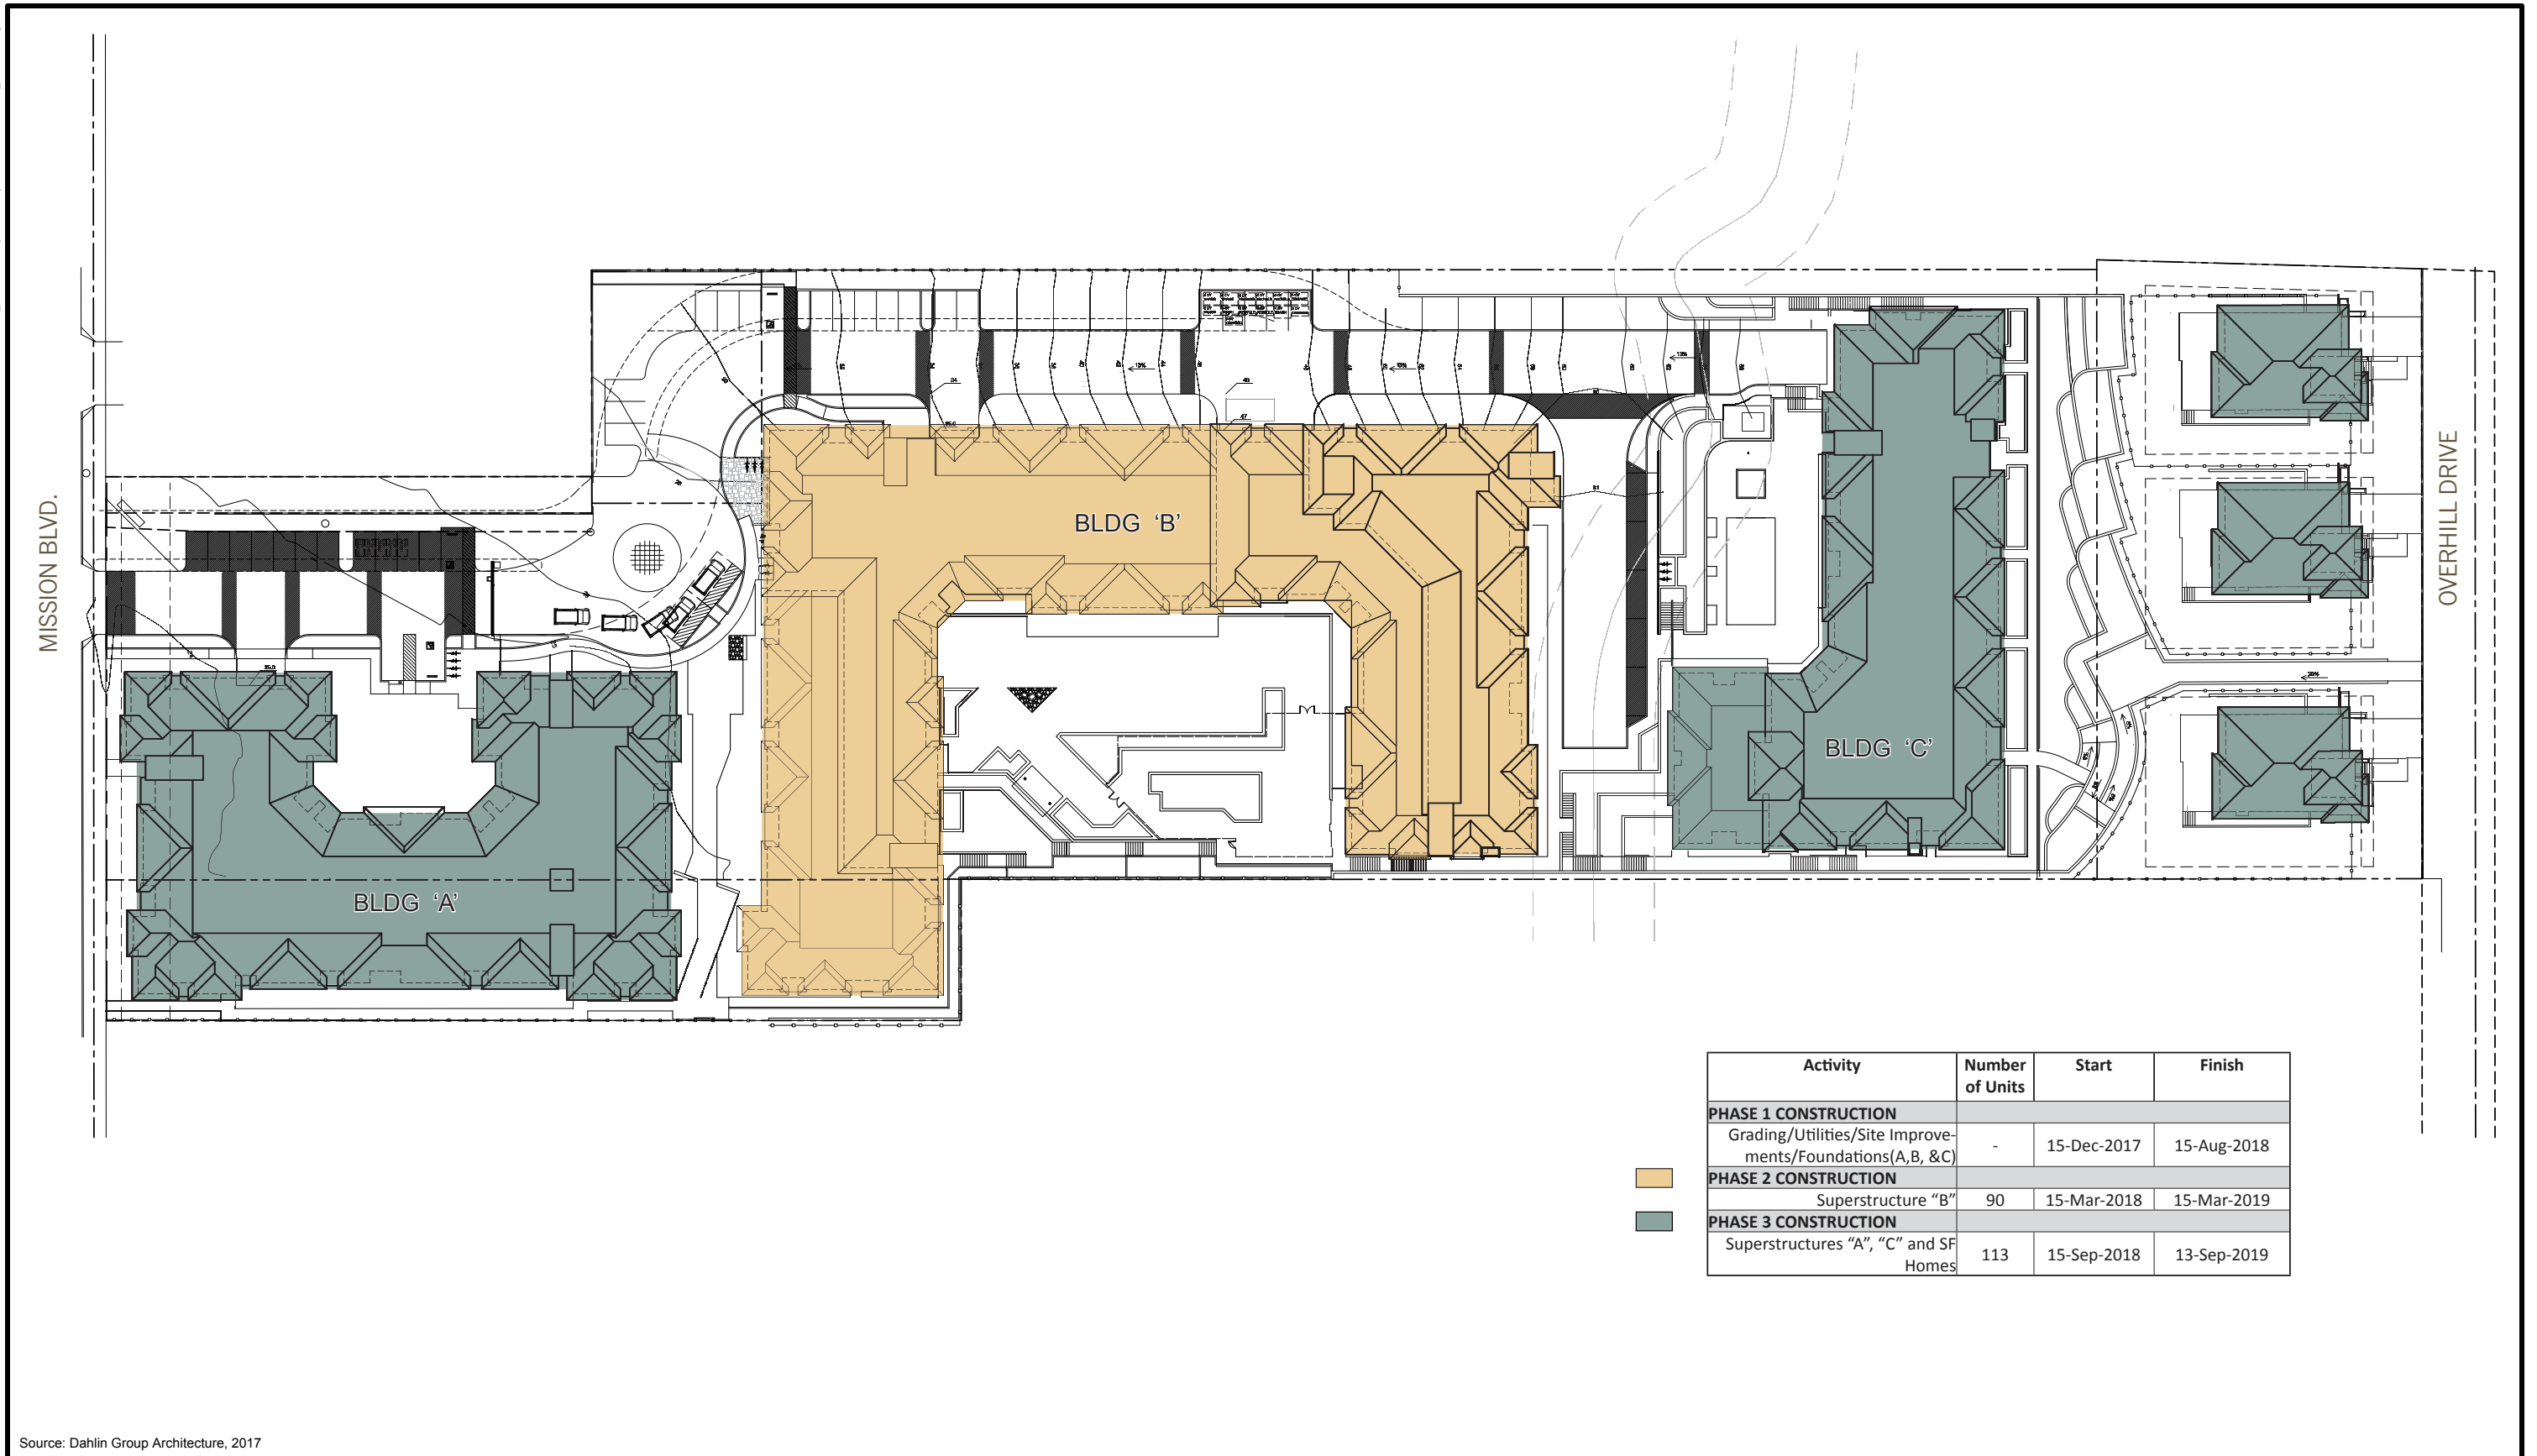 MISSION BLVD.
BLDG ‘B’
OVERHILL DRIVE
BLDG ‘C’
BLDG ‘A’
Activity Number of Units Start Finish
PHASE 1 CONSTRUCTION
Grading/Utilities/Site Improve-
ments/Foundations(A,B, &C) - 15-Dec-2017 15-Aug-2018
PHASE 2 CONSTRUCTION
Superstructure “B” 90 15-Mar-2018 15-Mar-2019
PHASE 3 CONSTRUCTION
Superstructures “A”, “C” and SF
Homes 113 15-Sep-2018 13-Sep-2019
Source: Dahlin Group Architecture, 2017